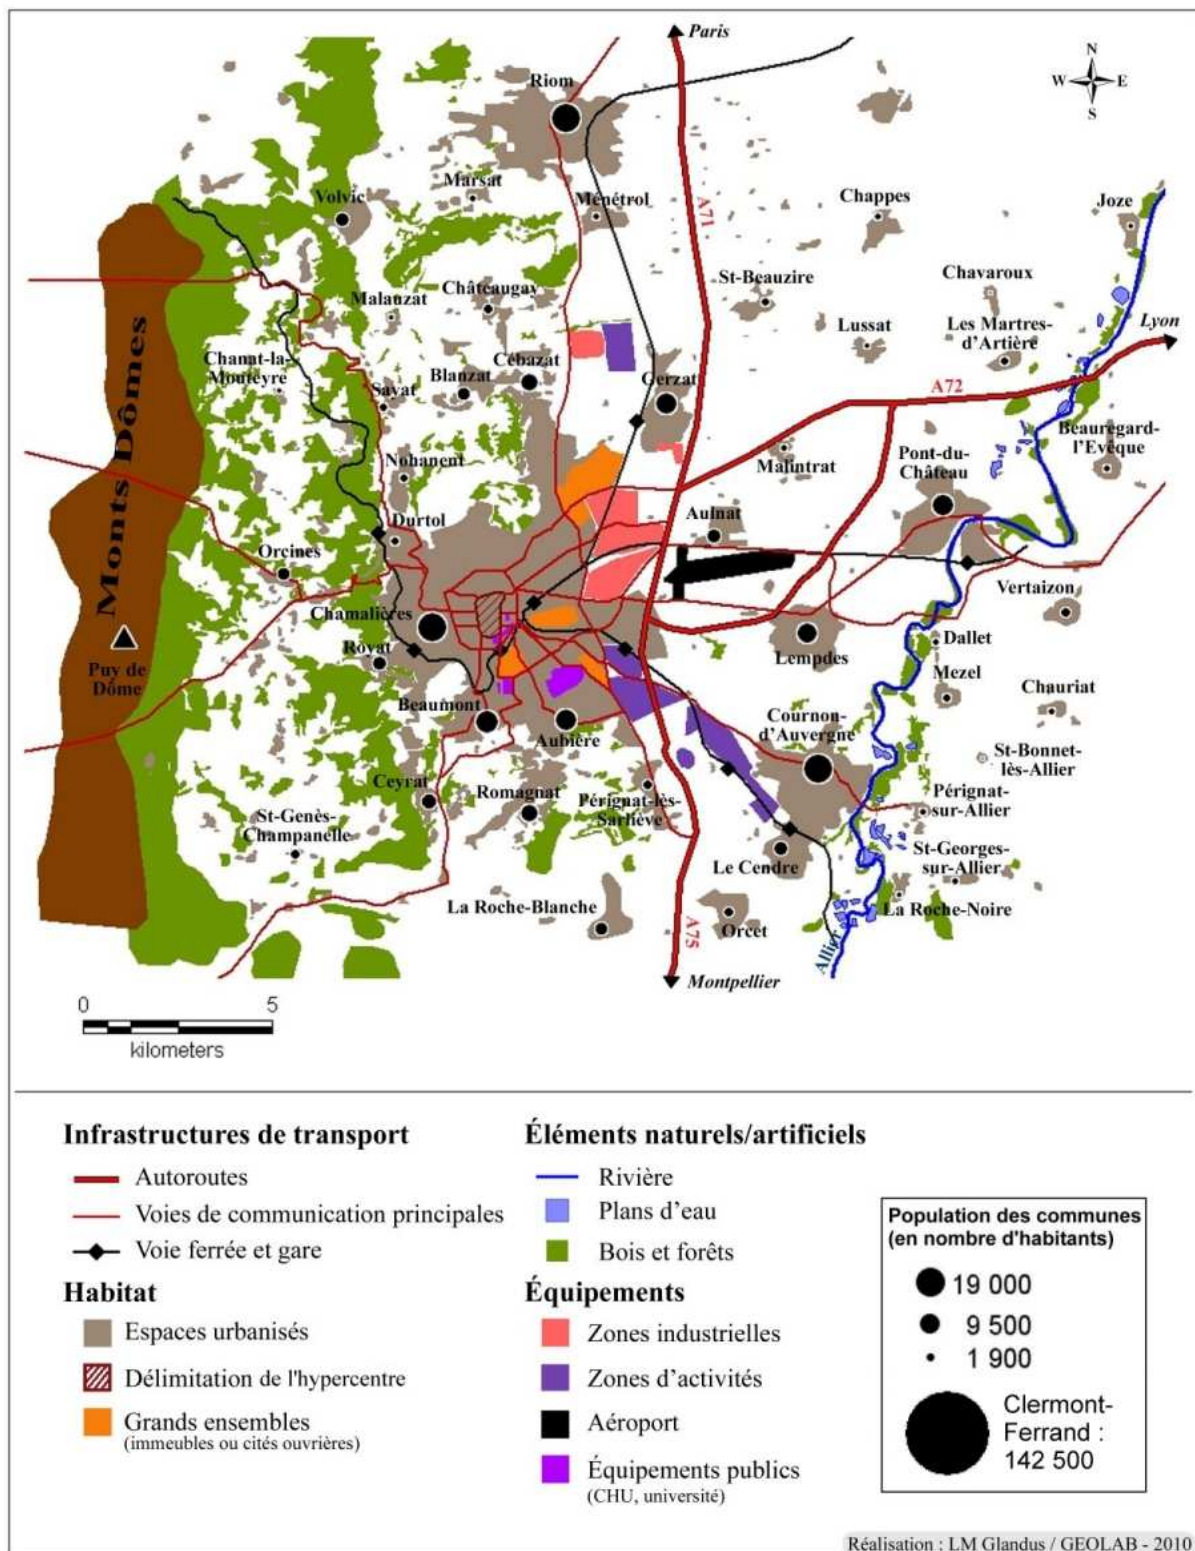 Paris
N
W E
S
Riom
Volvic
Marsat
Ménétrol
Chappes
Joze
A71
St-Beauzire
Chavaroux
Malauzat
Châteaugay
Lussat
Les Martres-
d'Artière
Lyon
Monts Dômes
Chanat-la-
Mouteyre
Sayat
Blanzat
Cébazat
Gerzat
A72
Nohanent
Malintrat
Pont-du-
Château
Beauregard-
l'Evêque
Durtol
Aulnat
Orcines
Vertaizon
Chamalières
Puy de
Dôme
Royat
Lempdes
Dallet
Mezel
Chauriat
Beaumont
Aubière
Cournon-
d'Auvergne
St-Bonnet-
lès-Allier
Ceyrat
Romagnat
Pérignat-lès-
Sarliève
Pérignat-
sur-Allier
St-Genès-
Champanelle
Le Cendre
St-Georges-
sur-Allier
La Roche-Blanche
Orcet
La Roche-Noire
A75
Allier
Montpellier
0 5
kilometers
Infrastructures de transport
Autoroutes
Voies de communication principales
Voie ferrée et gare
Habitat
Espaces urbanisés
Délimitation de l'hypercentre
Grands ensembles
(immeubles ou cités ouvrières)
Éléments naturels/artificiels
Rivière
Plans d'eau
Bois et forêts
Équipements
Zones industrielles
Zones d'activités
Aéroport
Équipements publics
(CHU, université)
Population des communes
(en nombre d'habitants)
19 000
9 500
1 900
Clermont-
Ferrand :
142 500
Réalisation : LM Glandus / GEOLAB - 2010